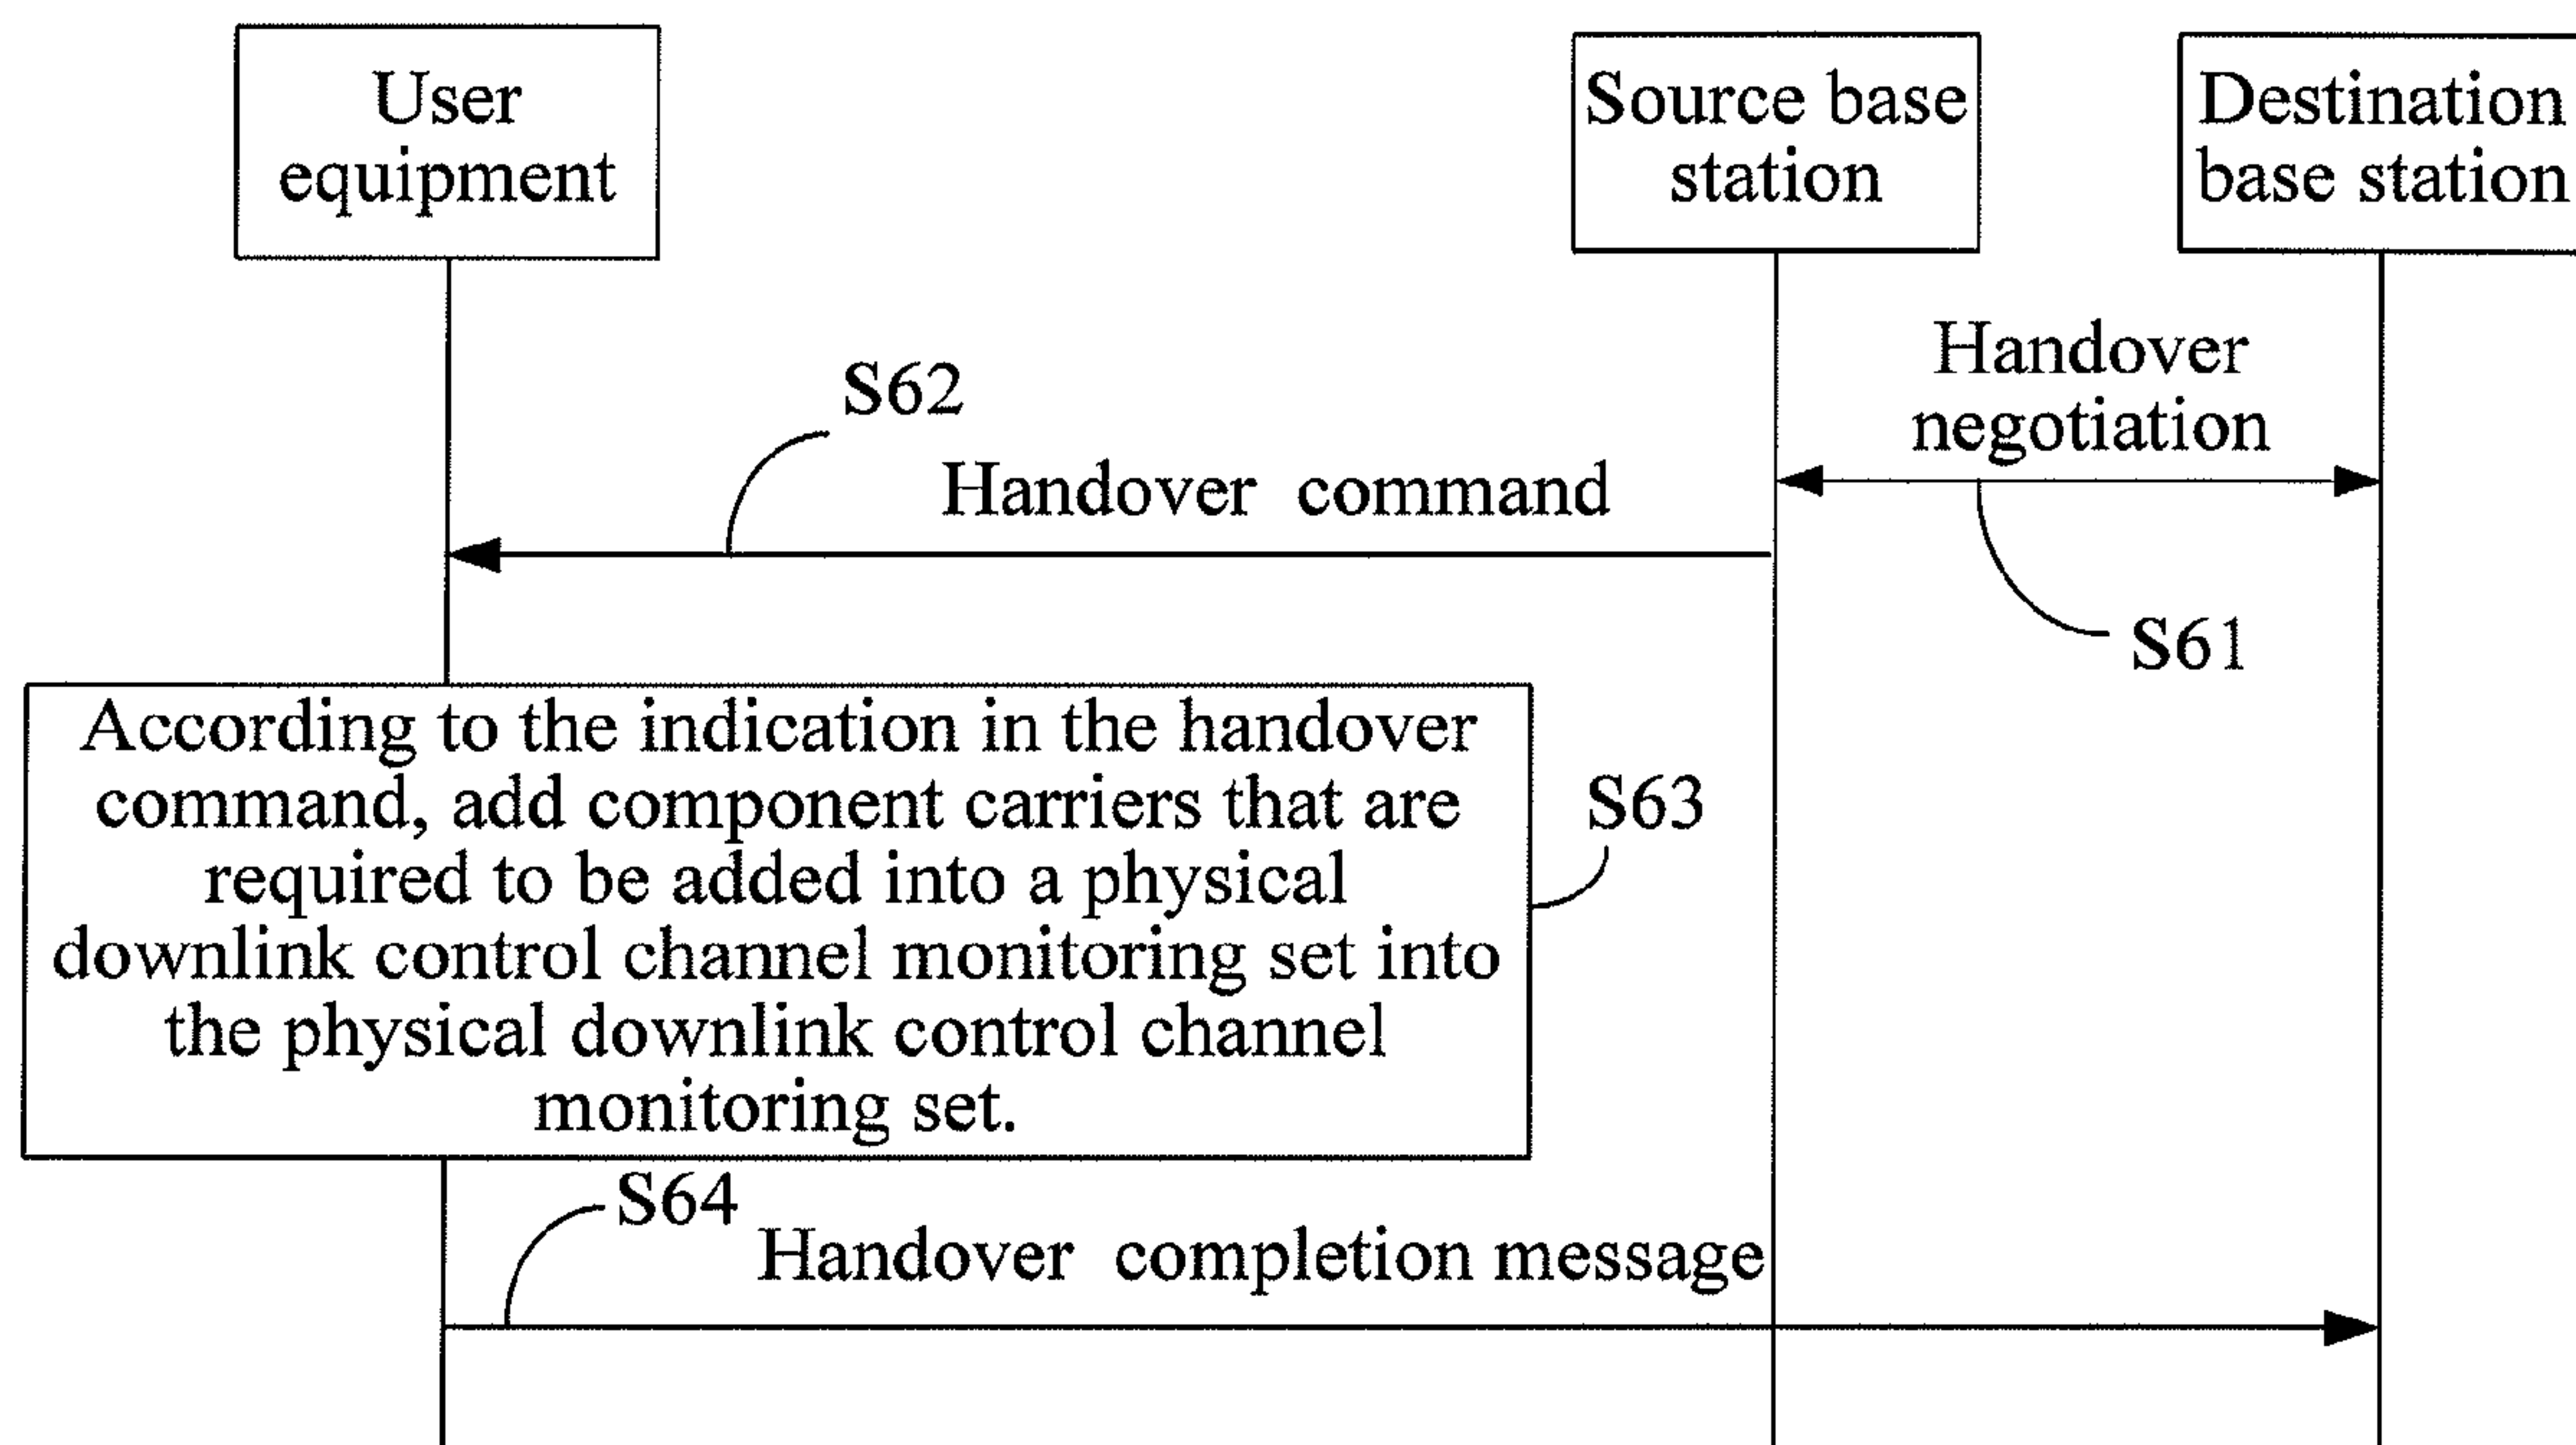 User
equipment
Source base
station
Destination
base station
Handover
negotiation
S62
Handover command
S61
According to the indication in the handover
command, add component carriers that are
required to be added into a physical
downlink control channel monitoring set into
the physical downlink control channel
monitoring set.
S63
S64
Handover completion message